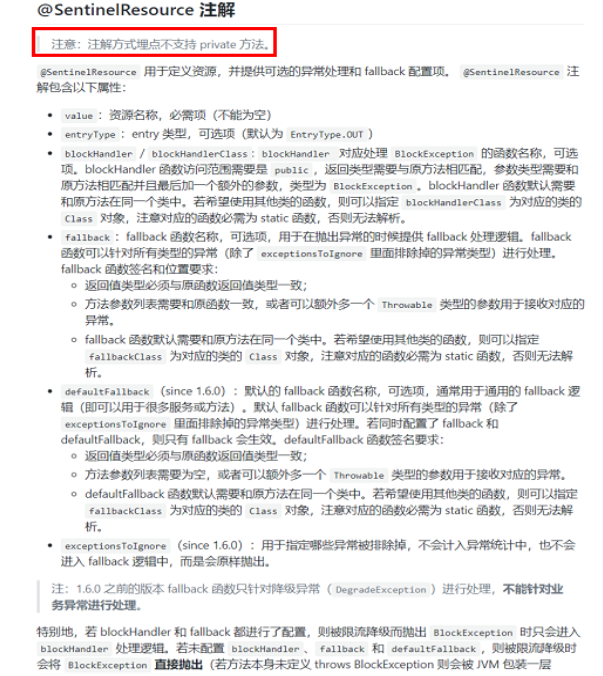 @SentinelResource 注解
注意：注解方式埋点不支持 private 方法。
@SentinelResource 用于定义资源，并提供可选的异常处理和 fallback 配置项。 @SentinelResource 注
解包含以下属性：
value：资源名称，必需项（不能为空）
entryType：entry 类型，可选项（默认为 EntryType.OUT）
blockHandler / blockHandlerClass: blockHandler 对应处理 BlockException 的函数名称，可选
项。blockHandler 函数访问范围需要是 public，返回类型需要与原方法相匹配，参数类型需要和
原方法相匹配并且最后加一个额外的参数，类型为 BlockException。blockHandler 函数默认需要
和原方法在同一个类中。若希望使用其他类的函数，则可以指定 blockHandlerClass 为对应的类的
Class 对象，注意对应的函数必需为 static 函数，否则无法解析。
fallback：fallback 函数名称，可选项，用于在抛出异常的时候提供 fallback 处理逻辑。fallback
函数可以针对所有类型的异常（除了 exceptionsToIgnore 里面排除掉的异常类型）进行处理。
fallback 函数签名和位置要求：
返回值类型必须与原函数返回值类型一致；
方法参数列表需要和原函数一致，或者可以额外多一个 Throwable 类型的参数用于接收对应的
异常。
fallback 函数默认需要和原方法在同一个类中。若希望使用其他类的函数，则可以指定
fallbackClass 为对应的类的 Class 对象，注意对应的函数必需为 static 函数，否则无法解
析。
defaultFallback（since 1.6.0）：默认的 fallback 函数名称，可选项，通常用于通用的 fallback 逻
辑（即可以用于很多服务或方法）。默认 fallback 函数可以针对所有类型的异常（除了
exceptionsToIgnore 里面排除掉的异常类型）进行处理。若同时配置了 fallback 和
defaultFallback，则只有 fallback 会生效。defaultFallback 函数签名要求：
返回值类型必须与原函数返回值类型一致；
方法参数列表需要为空，或者可以额外多一个 Throwable 类型的参数用于接收对应的异常。
defaultFallback 函数默认需要和原方法在同一个类中。若希望使用其他类的函数，则可以指定
fallbackClass 为对应的类的 Class 对象，注意对应的函数必需为 static 函数，否则无法解
析。
exceptionsToIgnore（since 1.6.0）：用于指定哪些异常被排除掉，不会计入异常统计中，也不会
进入 fallback 逻辑中，而是会原样抛出。
注：1.6.0 之前的版本 fallback 函数只针对降级异常（DegradeException）进行处理，不能针对业
务异常进行处理。
特别地，若 blockHandler 和 fallback 都进行了配置，则被限流降级而抛出 BlockException 时只会进入
blockHandler 处理逻辑。若未配置 blockHandler、fallback 和 defaultFallback，则被限流降级时
会将 BlockException 直接抛出（若方法本身未定义 throws BlockException 则会被 JVM 包装一层